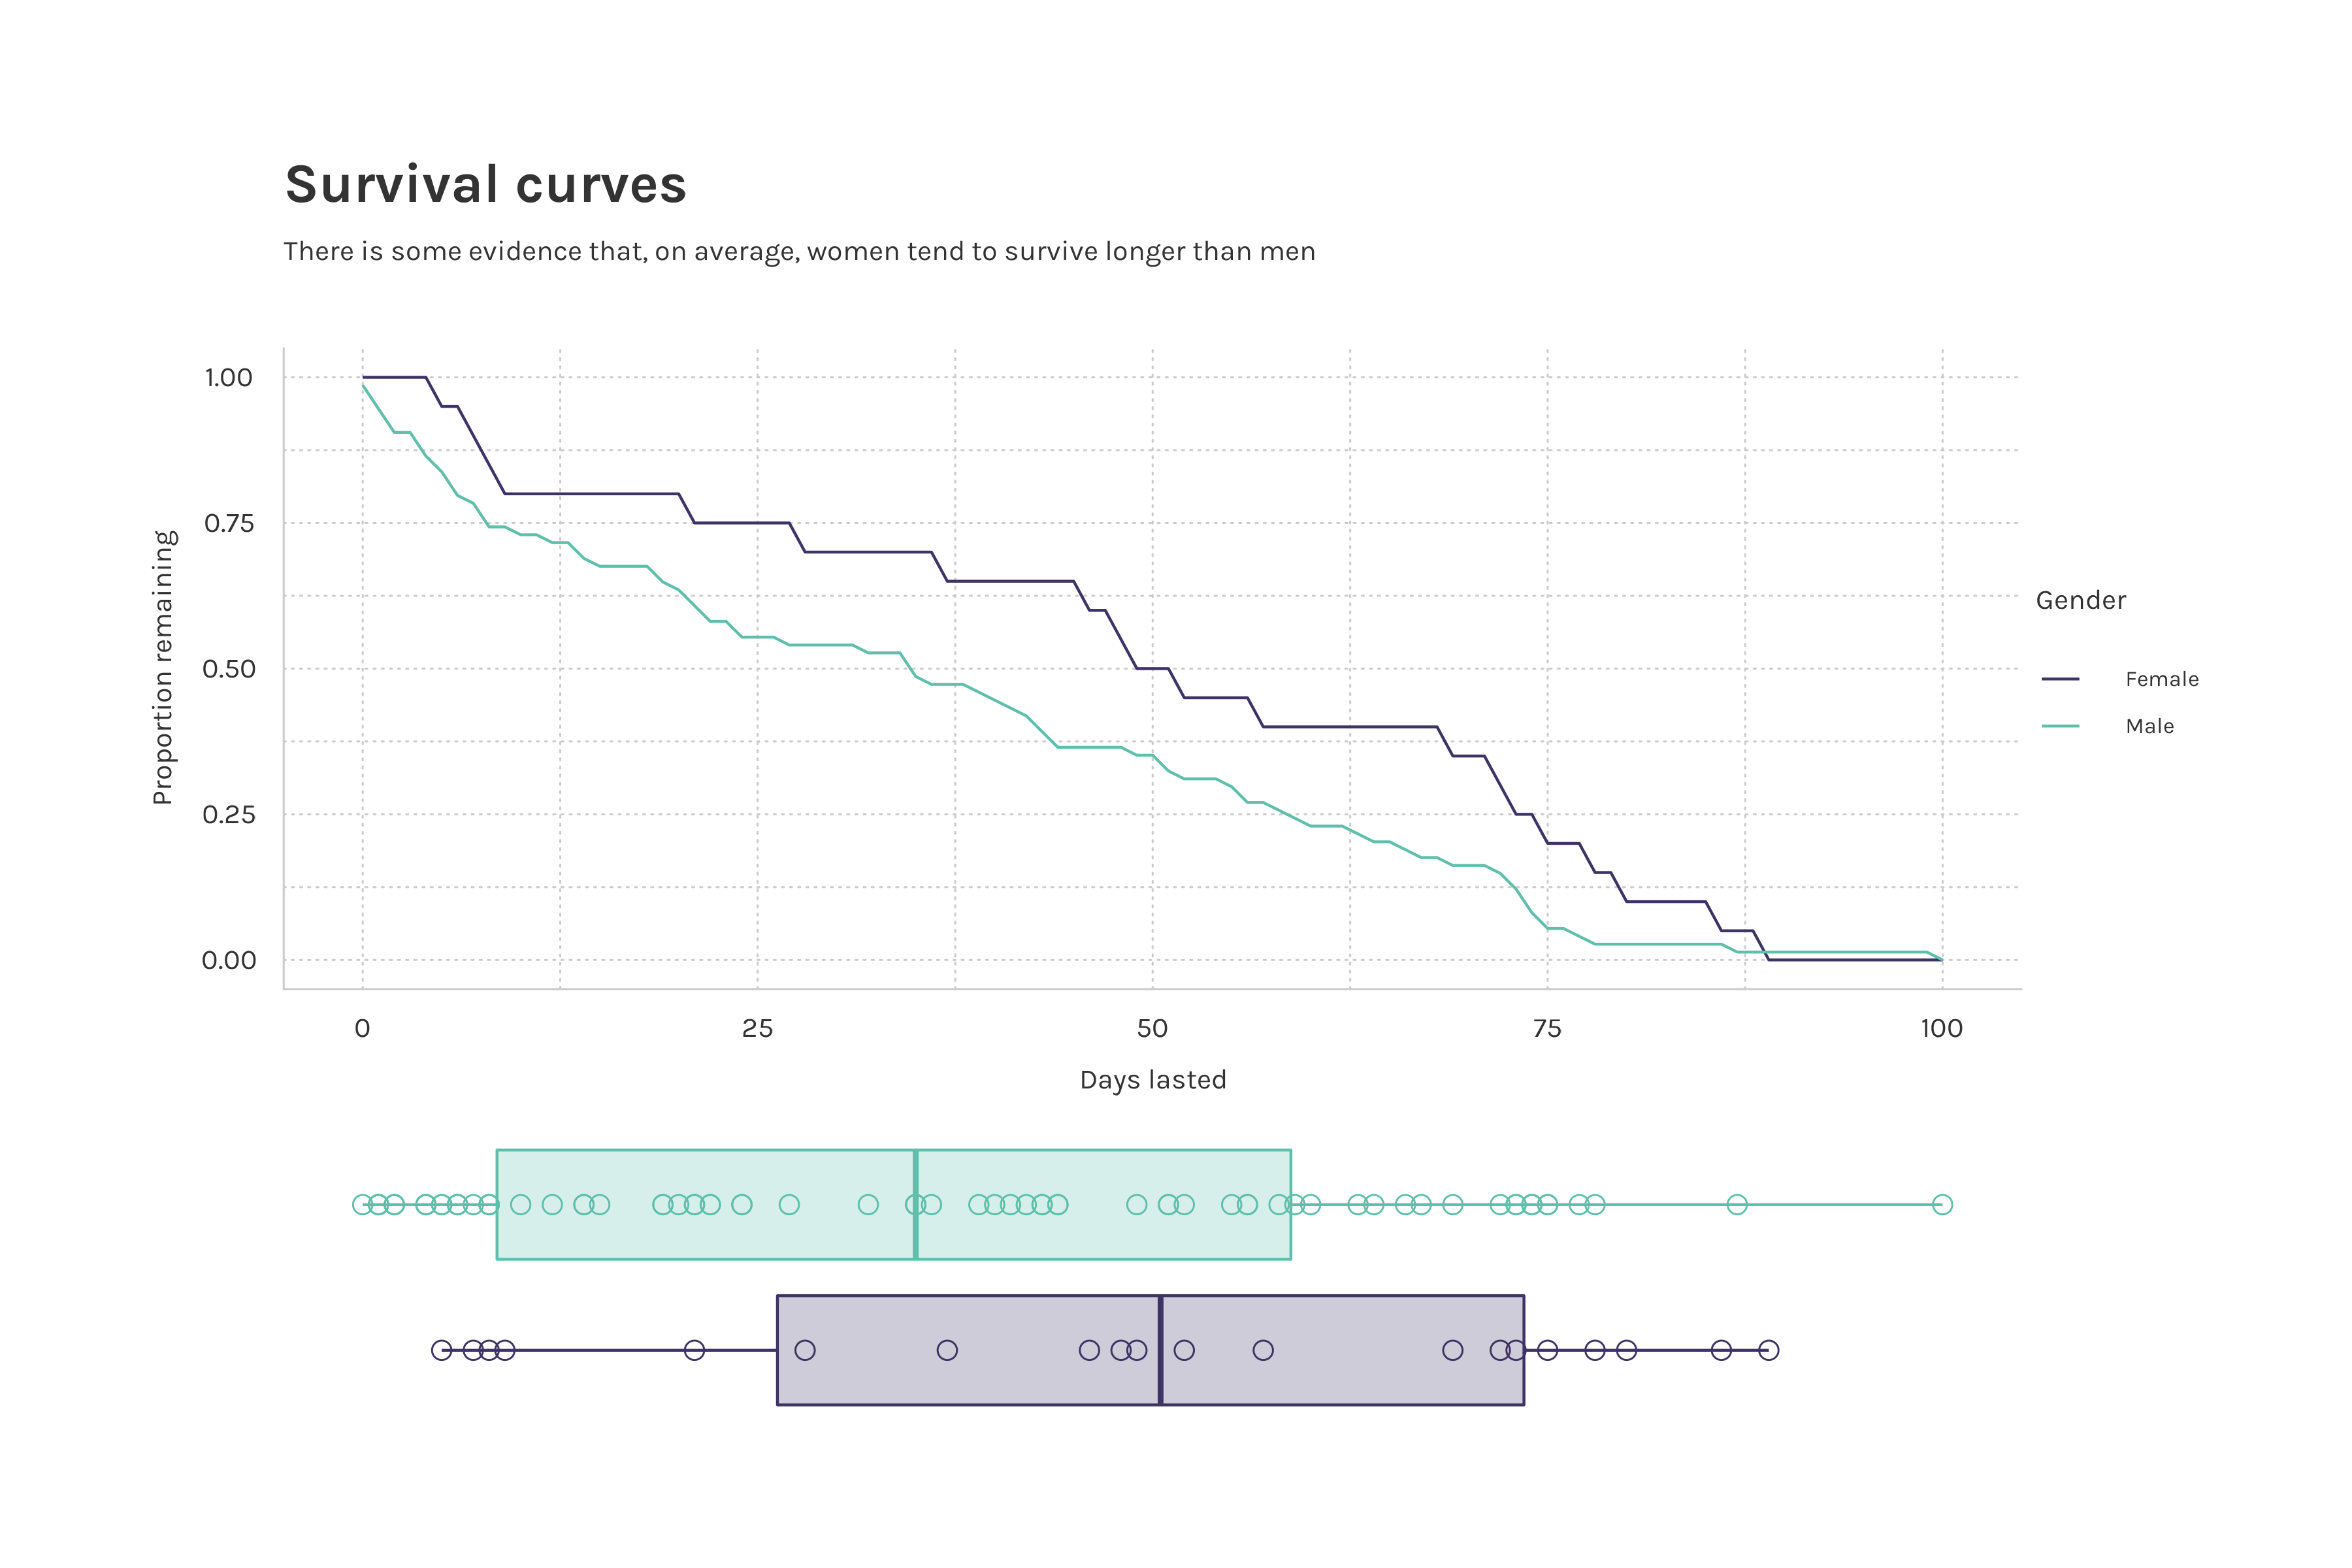 Survival curves
There is some evidence that, on average, women tend to survive longer than men
Proportion remaining
1.00
0.75
0.50
0.25
0.00
0 25 50 75 100
Days lasted
Gender
Female
Male